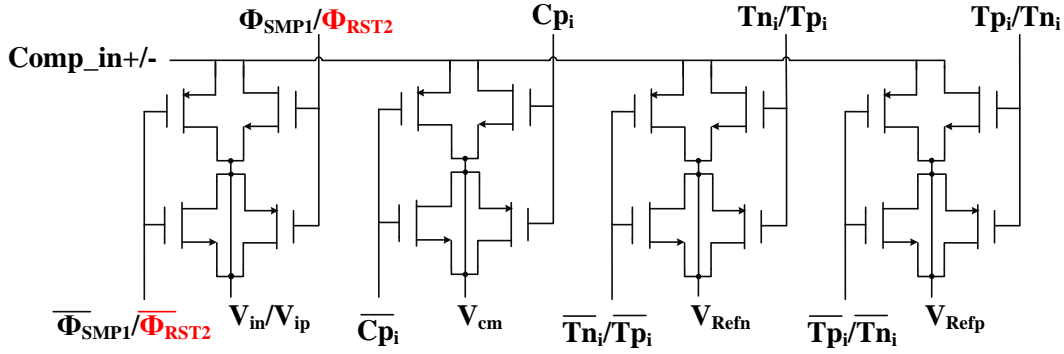 Φ_SMP1/Φ_RST2 Cp_i Tn_i/Tp_i Tp_i/Tn_i
Comp_in+/-
Φ̅_SMP1/Φ̅_RST2 V_in/V_ip C̅p̅_i V_cm T̅n̅_i/T̅p̅_i V_Refn T̅p̅_i/T̅n̅_i V_Refp